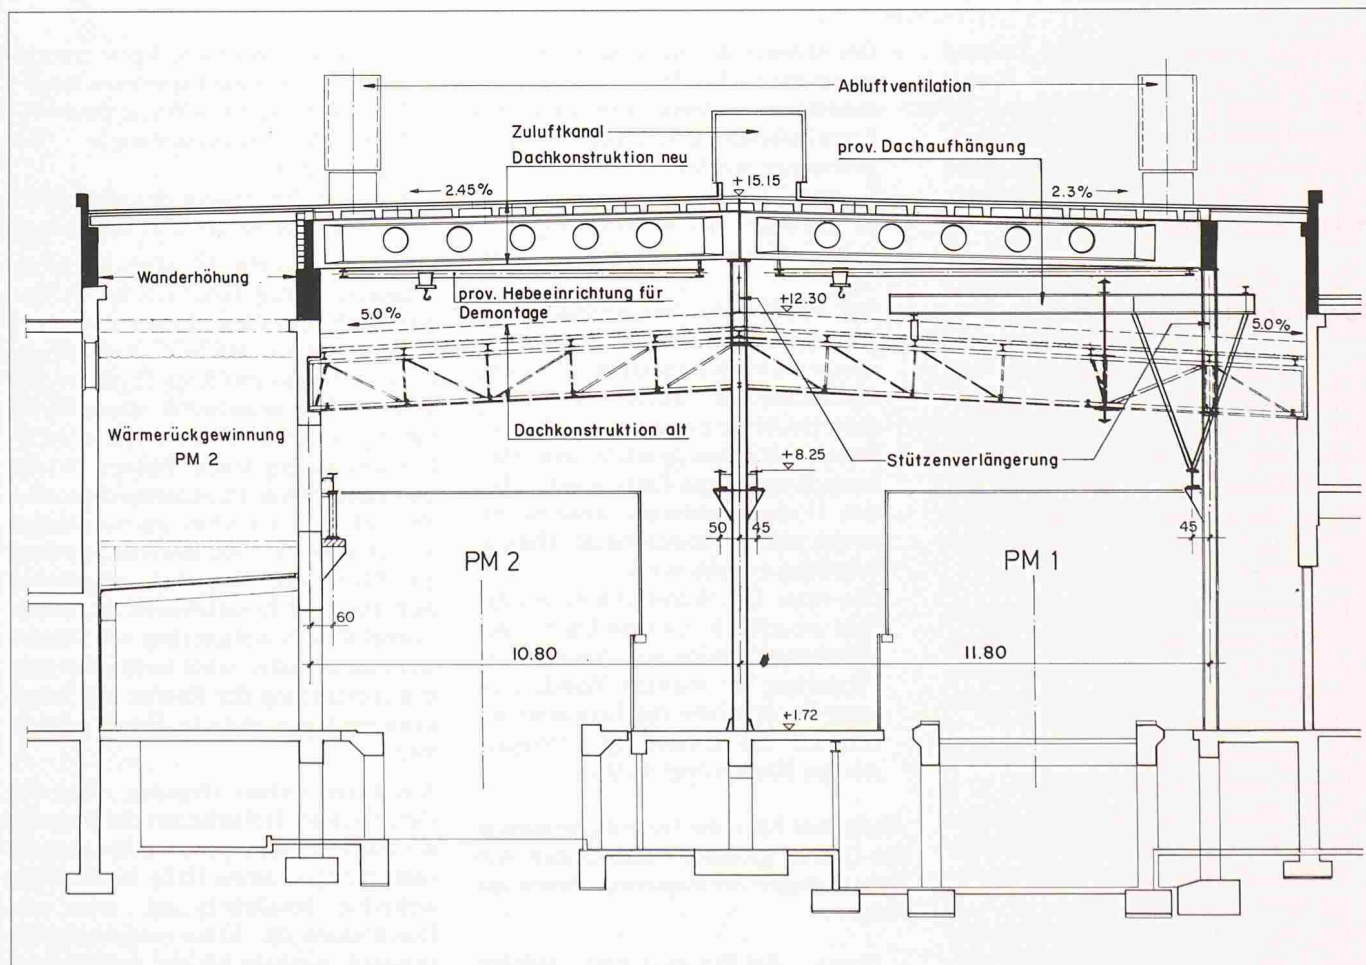 Abluftventilation
Zuluftkanal
Dachkonstruktion neu
prov. Dachaufhängung
+15.15
2.45%
2.3%
Wanderhöhung
prov. Hebeeinrichtung für
Demontage
+12.30
5.0%
5.0%
Dachkonstruktion alt
Wärmerückgewinnung
PM 2
Stützenverlängerung
+8.25
50
45
45
PM 2
PM 1
60
10.80
11.80
+1.72